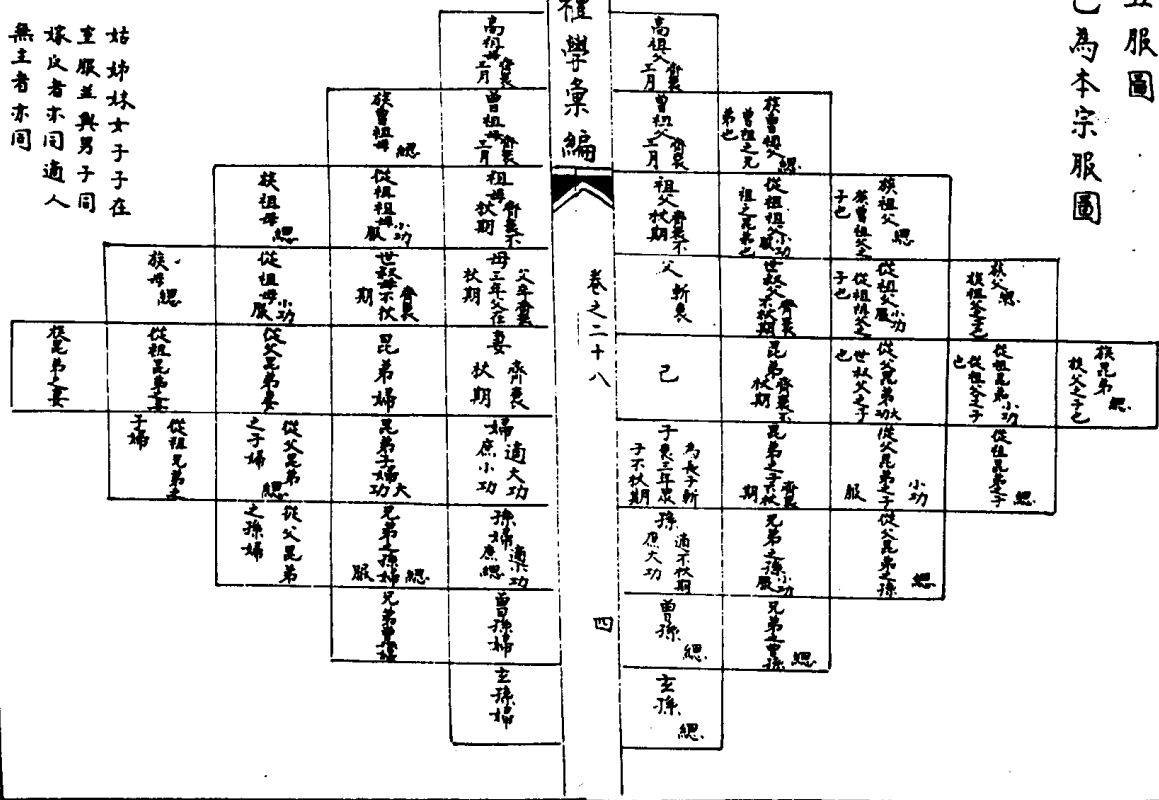 五服圖
己為本宗服圖
族昆弟 緦
族父之子也
族父 緦
族祖父之子也
從祖昆弟 小功
從祖父之子也
從祖昆弟之子 緦
族祖父 緦
族曾祖父之子也
從祖父 小功服
從祖祖父之子也
從父昆弟 大功
世叔父之子也
從父昆弟之子 小功服
從父昆弟之孫 緦
族曾祖父 緦
曾祖之兄弟也
從祖祖父 小功服
祖之昆弟也
世叔父 齊衰不杖期
昆弟 齊衰不杖期
昆弟之子 齊衰不杖期
兄弟之孫 小功服
兄弟之曾孫 緦
高祖父 齊衰三月
曾祖父 齊衰三月
祖父 齊衰不杖期
父 斬衰
己
子 為長子斬衰三年眾子不杖期
孫 適不杖期
庶大功
曾孫 緦
玄孫 緦
禮學彙編
卷之二十八
四
高祖母 齊衰三月
曾祖母 齊衰三月
祖母 齊衰不杖期
母 父卒齊衰三年父在杖期
妻 齊衰杖期
婦 適大功
庶小功
孫婦 適小功
庶緦
曾孫婦
玄孫婦
族曾祖母 緦
從祖祖母 小功服
世叔母 齊衰不杖期
昆弟婦
昆弟子婦 大功
兄弟之孫婦 緦服
兄弟曾孫婦
族祖母 緦
從祖母 小功服
從父昆弟妻
從父昆弟之子婦 緦
從父昆弟之孫婦
族母 緦
從祖昆弟妻
從祖兄弟之子婦
族昆弟之妻
姑姊妹女子子在
室服並與男子同
嫁反者亦同適人
無主者亦同